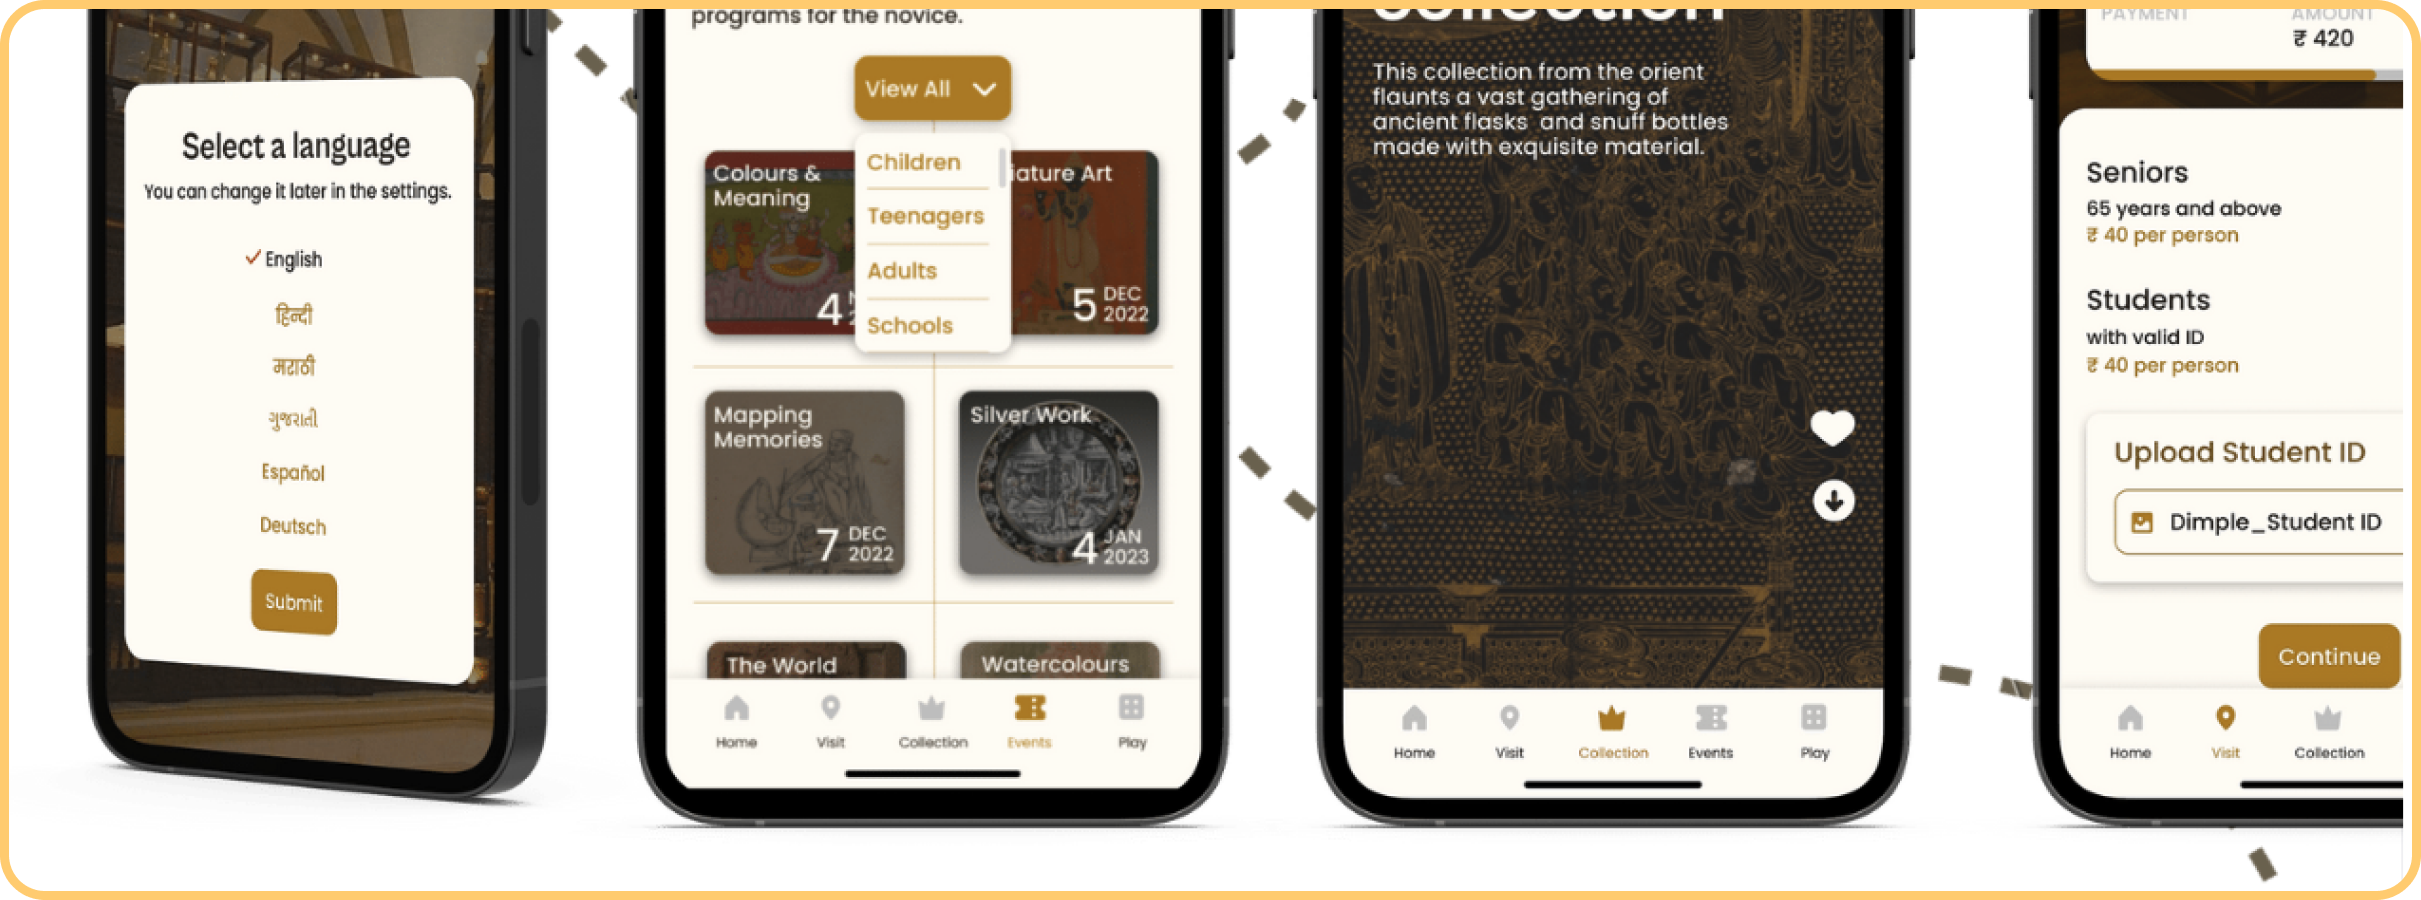 Select a language
You can change it later in the settings.
English
हिन्दी
मराठी
ગુજરાતી
Español
Deutsch
Submit
programs for the novice.
View All
Children
Teenagers
Adults
Schools
Colours &
Meaning
4
iature Art
5 DEC
2022
Mapping
Memories
7 DEC
2022
Silver Work
4 JAN
2023
The World
Watercolours
Home Visit Collection Events Play
collection
This collection from the orient
flaunts a vast gathering of
ancient flasks and snuff bottles
made with exquisite material.
Home Visit Collection Events Play
PAYMENT AMOUNT
₹ 420
Seniors
65 years and above
₹ 40 per person
Students
with valid ID
₹ 40 per person
Upload Student ID
Dimple_Student ID
Continue
Home Visit Collection